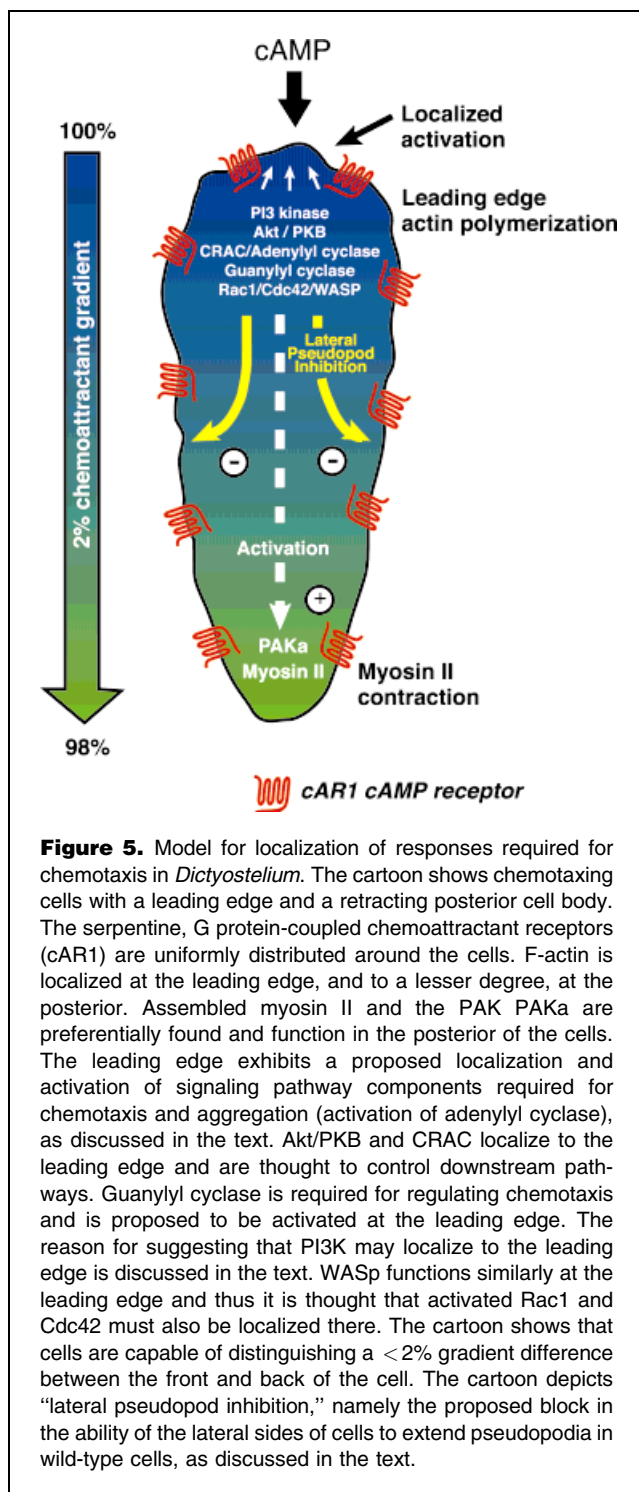 cAMP
100%
Localized
activation
Leading edge
actin polymerization
PI3 kinase
Akt / PKB
CRAC/Adenylyl cyclase
Guanylyl cyclase
Rac1/Cdc42/WASP
Lateral
Pseudopod
Inhibition
2% chemoattractant gradient
−
−
Activation
+
PAKa
Myosin II
Myosin II
contraction
98%
cAR1 cAMP receptor
Figure 5. Model for localization of responses required for
chemotaxis in Dictyostelium. The cartoon shows chemotaxing
cells with a leading edge and a retracting posterior cell body.
The serpentine, G protein-coupled chemoattractant receptors
(cAR1) are uniformly distributed around the cells. F-actin is
localized at the leading edge, and to a lesser degree, at the
posterior. Assembled myosin II and the PAK PAKa are
preferentially found and function in the posterior of the cells.
The leading edge exhibits a proposed localization and
activation of signaling pathway components required for
chemotaxis and aggregation (activation of adenylyl cyclase),
as discussed in the text. Akt/PKB and CRAC localize to the
leading edge and are thought to control downstream path-
ways. Guanylyl cyclase is required for regulating chemotaxis
and is proposed to be activated at the leading edge. The
reason for suggesting that PI3K may localize to the leading
edge is discussed in the text. WASp functions similarly at the
leading edge and thus it is thought that activated Rac1 and
Cdc42 must also be localized there. The cartoon shows that
cells are capable of distinguishing a <2% gradient difference
between the front and back of the cell. The cartoon depicts
“lateral pseudopod inhibition,” namely the proposed block in
the ability of the lateral sides of cells to extend pseudopodia in
wild-type cells, as discussed in the text.